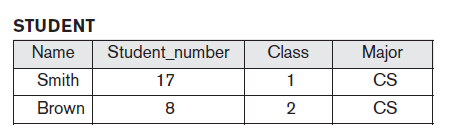 STUDENT
Name Student_number Class Major
Smith 17 1 CS
Brown 8 2 CS